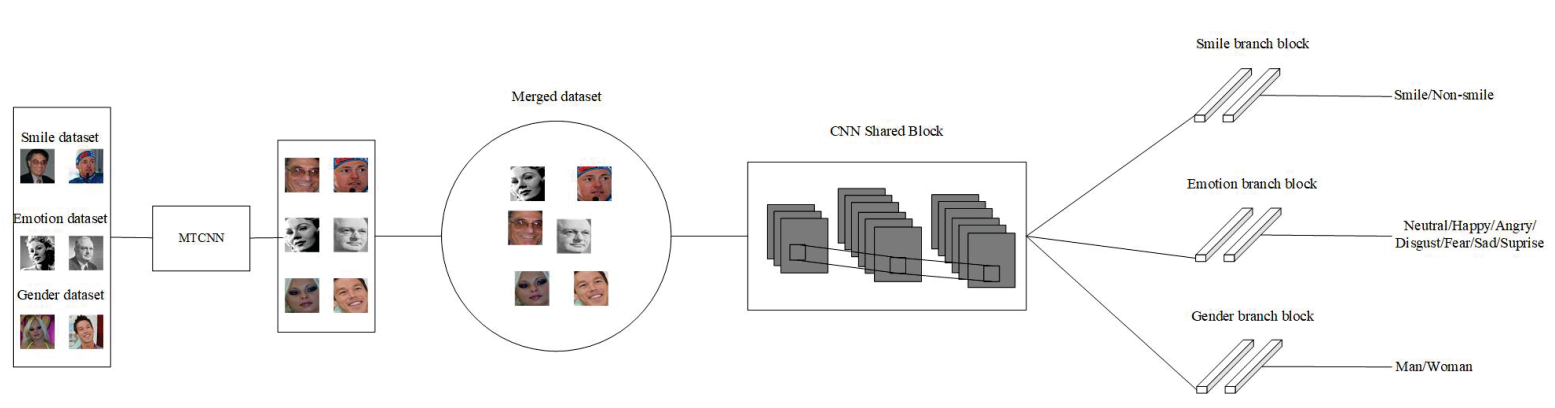 Smile dataset
Emotion dataset
Gender dataset
MTCNN
Merged dataset
CNN Shared Block
Smile branch block
Smile/Non-smile
Emotion branch block
Neutral/Happy/Angry/
Disgust/Fear/Sad/Suprise
Gender branch block
Man/Woman